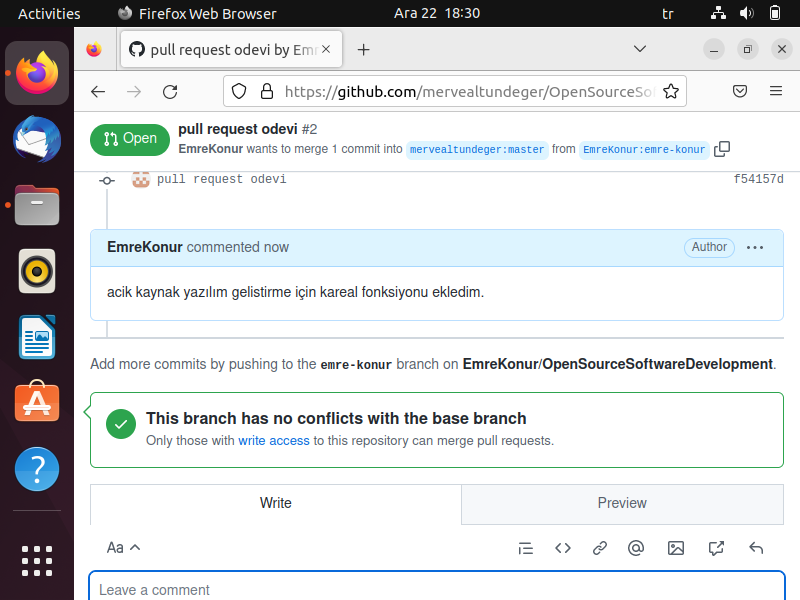 Activities
Firefox Web Browser
Ara 22 18:30
tr
pull request odevi by Em
https://github.com/mervealtundeger/OpenSourceSof
Open
pull request odevi #2
EmreKonur wants to merge 1 commit into mervealtundeger:master from EmreKonur:emre-konur
pull request odevi
f54157d
EmreKonur commented now
Author
acik kaynak yazılım gelistirme için kareal fonksiyonu ekledim.
Add more commits by pushing to the emre-konur branch on EmreKonur/OpenSourceSoftwareDevelopment.
This branch has no conflicts with the base branch
Only those with write access to this repository can merge pull requests.
Write
Preview
Aa
Leave a comment